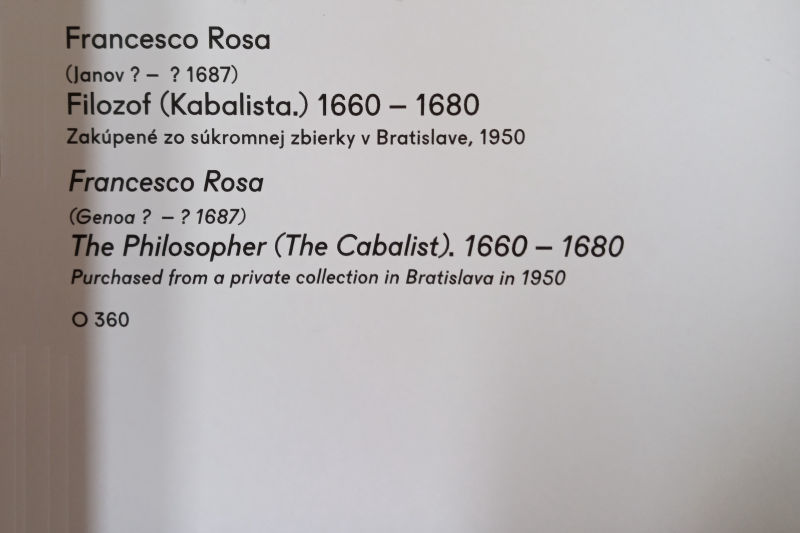 Francesco Rosa
(Janov ? – ? 1687)
Filozof (Kabalista.) 1660 – 1680
Zakúpené zo súkromnej zbierky v Bratislave, 1950
Francesco Rosa
(Genoa ? – ? 1687)
The Philosopher (The Cabalist). 1660 – 1680
Purchased from a private collection in Bratislava in 1950
O 360